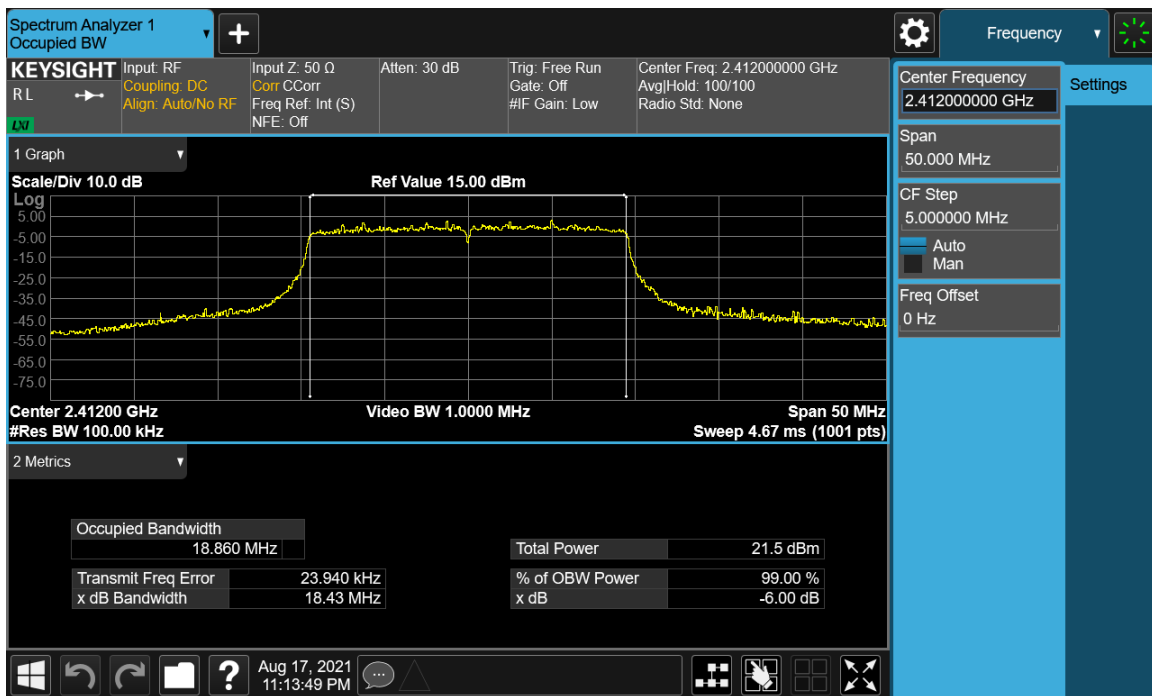 Spectrum Analyzer 1
Occupied BW
▼
+
Frequency
▼
KEYSIGHT
RL
LXI
Input: RF
Coupling: DC
Align: Auto/No RF
Input Z: 50 Ω
Corr CCorr
Freq Ref: Int (S)
NFE: Off
Atten: 30 dB
Trig: Free Run
Gate: Off
#IF Gain: Low
Center Freq: 2.412000000 GHz
Avg|Hold: 100/100
Radio Std: None
Center Frequency
2.412000000 GHz
Settings
Span
50.000 MHz
CF Step
5.000000 MHz
Auto
Man
Freq Offset
0 Hz
1 Graph ▼
Scale/Div 10.0 dB
Ref Value 15.00 dBm
Log
5.00
-5.00
-15.0
-25.0
-35.0
-45.0
-55.0
-65.0
-75.0
Center 2.41200 GHz
Video BW 1.0000 MHz
Span 50 MHz
#Res BW 100.00 kHz
Sweep 4.67 ms (1001 pts)
2 Metrics ▼
Occupied Bandwidth
18.860 MHz
Total Power 21.5 dBm
Transmit Freq Error 23.940 kHz
% of OBW Power 99.00 %
x dB Bandwidth 18.43 MHz
x dB -6.00 dB
?
Aug 17, 2021
11:13:49 PM